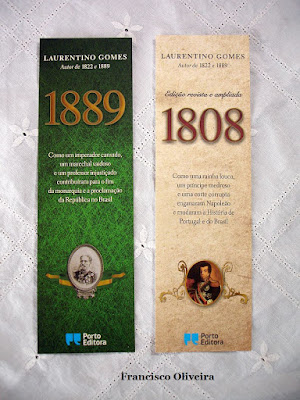 LAURENTINO GOMES
Autor de 1822 e 1889
1889
Como um imperador cansado,
um marechal vaidoso
e um professor injustiçado
contribuíram para o fim
da monarquia e a proclamação
da República no Brasil
Porto
Editora
LAURENTINO GOMES
Autor de 1822 e 1889
Edição revista e ampliada
1808
Como uma rainha louca,
um príncipe medroso
e uma corte corrupta
enganaram Napoleão
e mudaram a História de
Portugal e do Brasil
Porto
Editora
Francisco Oliveira